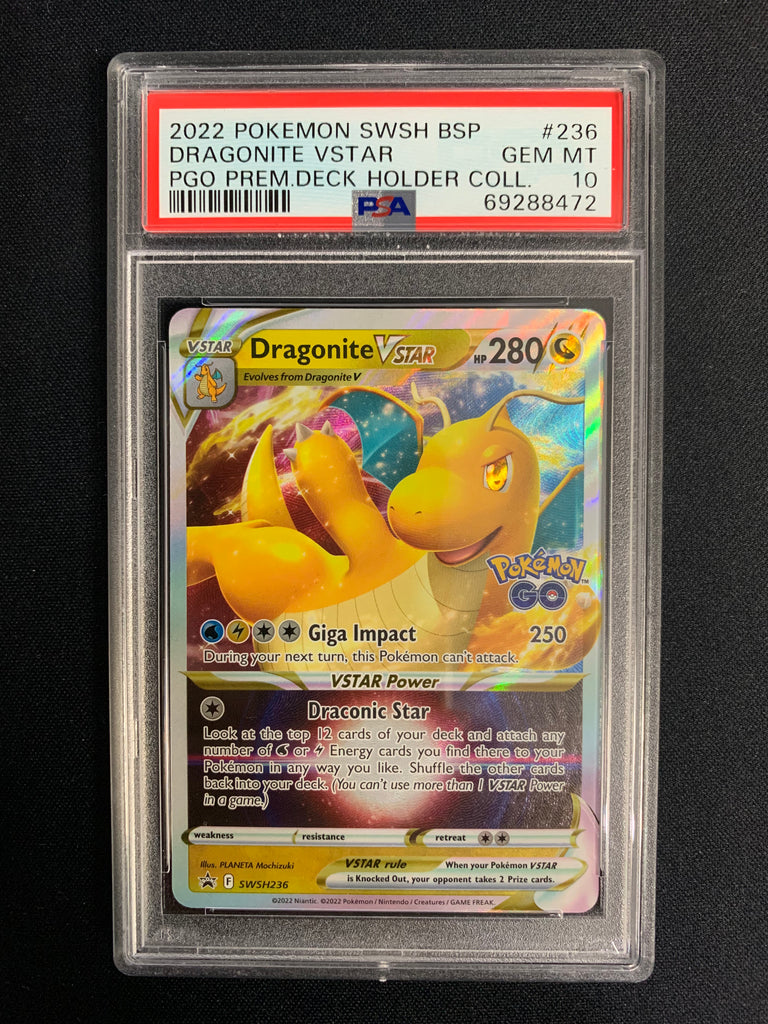 2022 POKEMON SWSH BSP #236
DRAGONITE VSTAR GEM MT
PGO PREM.DECK HOLDER COLL. 10
PSA 69288472
VSTAR Dragonite VSTAR HP 280
Evolves from Dragonite V
Pokémon™
GO
Giga Impact 250
During your next turn, this Pokémon can't attack.
VSTAR Power
Draconic Star
Look at the top 12 cards of your deck and attach any
number of or Energy cards you find there to your
Pokémon in any way you like. Shuffle the other cards
back into your deck. (You can't use more than 1 VSTAR Power
in a game.)
weakness resistance retreat
Illus. PLANETA Mochizuki
VSTAR rule When your Pokémon VSTAR
is Knocked Out, your opponent takes 2 Prize cards.
F SWSH236
©2022 Niantic. ©2022 Pokémon / Nintendo / Creatures / GAME FREAK.